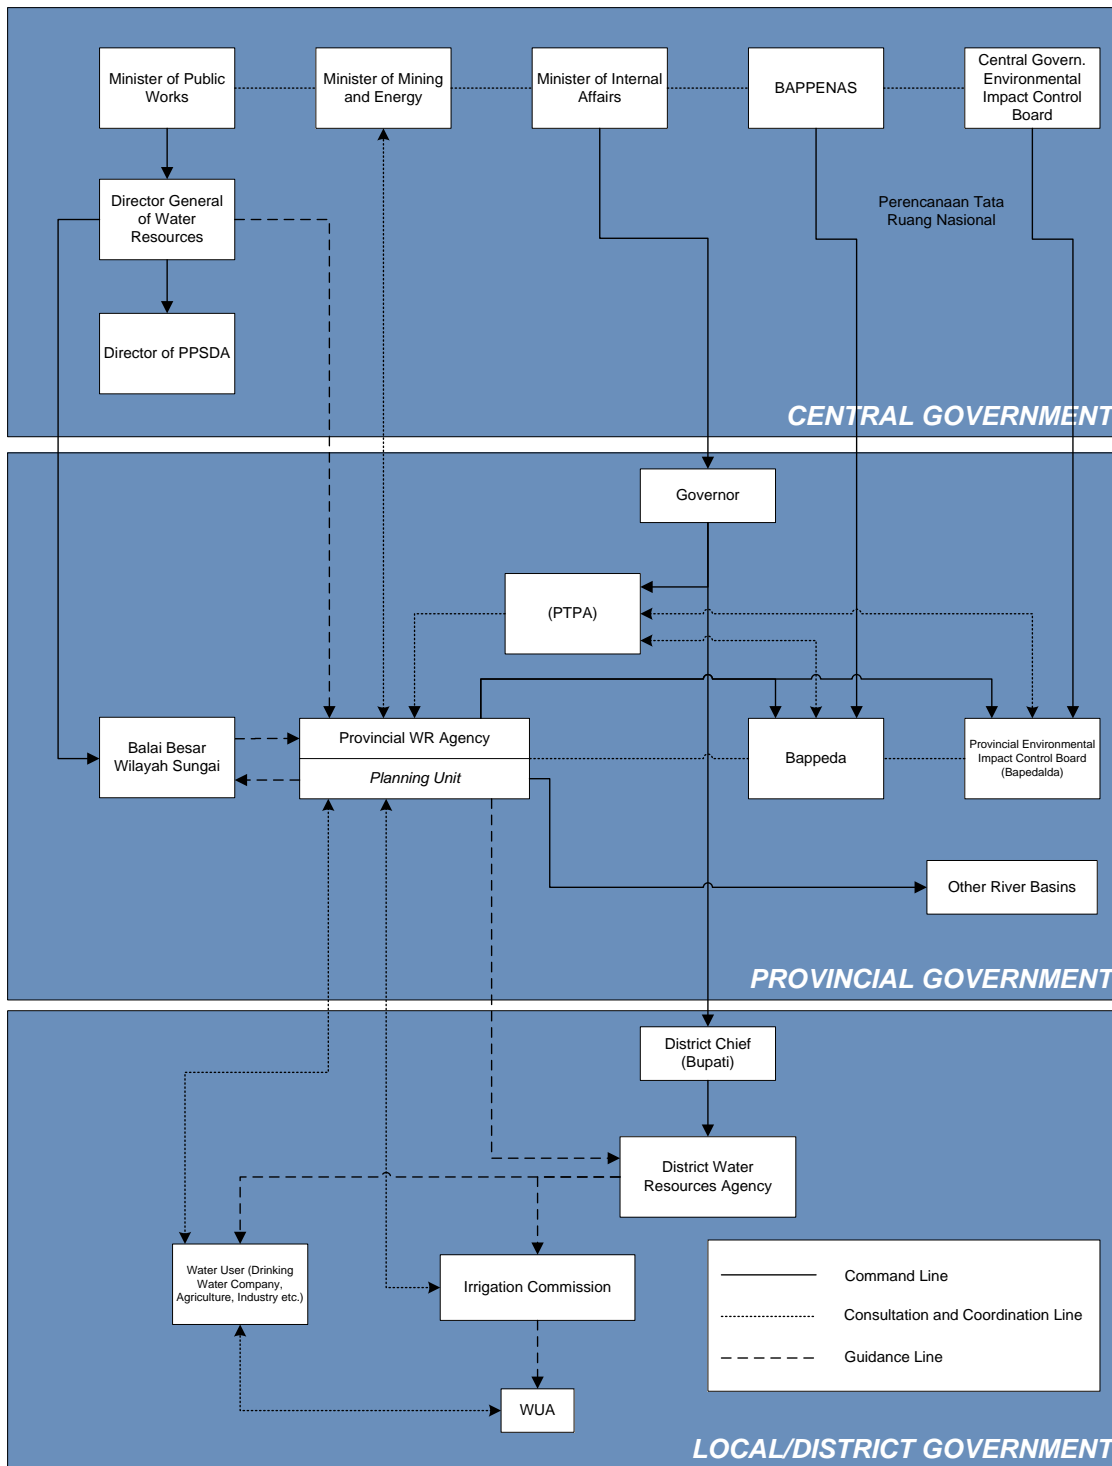 Minister of Public
Works
Minister of Mining
and Energy
Minister of Internal
Affairs
BAPPENAS
Central Govern.
Environmental
Impact Control
Board
Director General
of Water
Resources
Perencanaan Tata
Ruang Nasional
Director of PPSDA
CENTRAL GOVERNMENT
Governor
(PTPA)
Balai Besar
Wilayah Sungai
Provincial WR Agency
Planning Unit
Bappeda
Provincial Environmental
Impact Control Board
(Bapedalda)
Other River Basins
PROVINCIAL GOVERNMENT
District Chief
(Bupati)
District Water
Resources Agency
Water User (Drinking
Water Company,
Agriculture, Industry etc.)
Irrigation Commission
WUA
Command Line
Consultation and Coordination Line
Guidance Line
LOCAL/DISTRICT GOVERNMENT